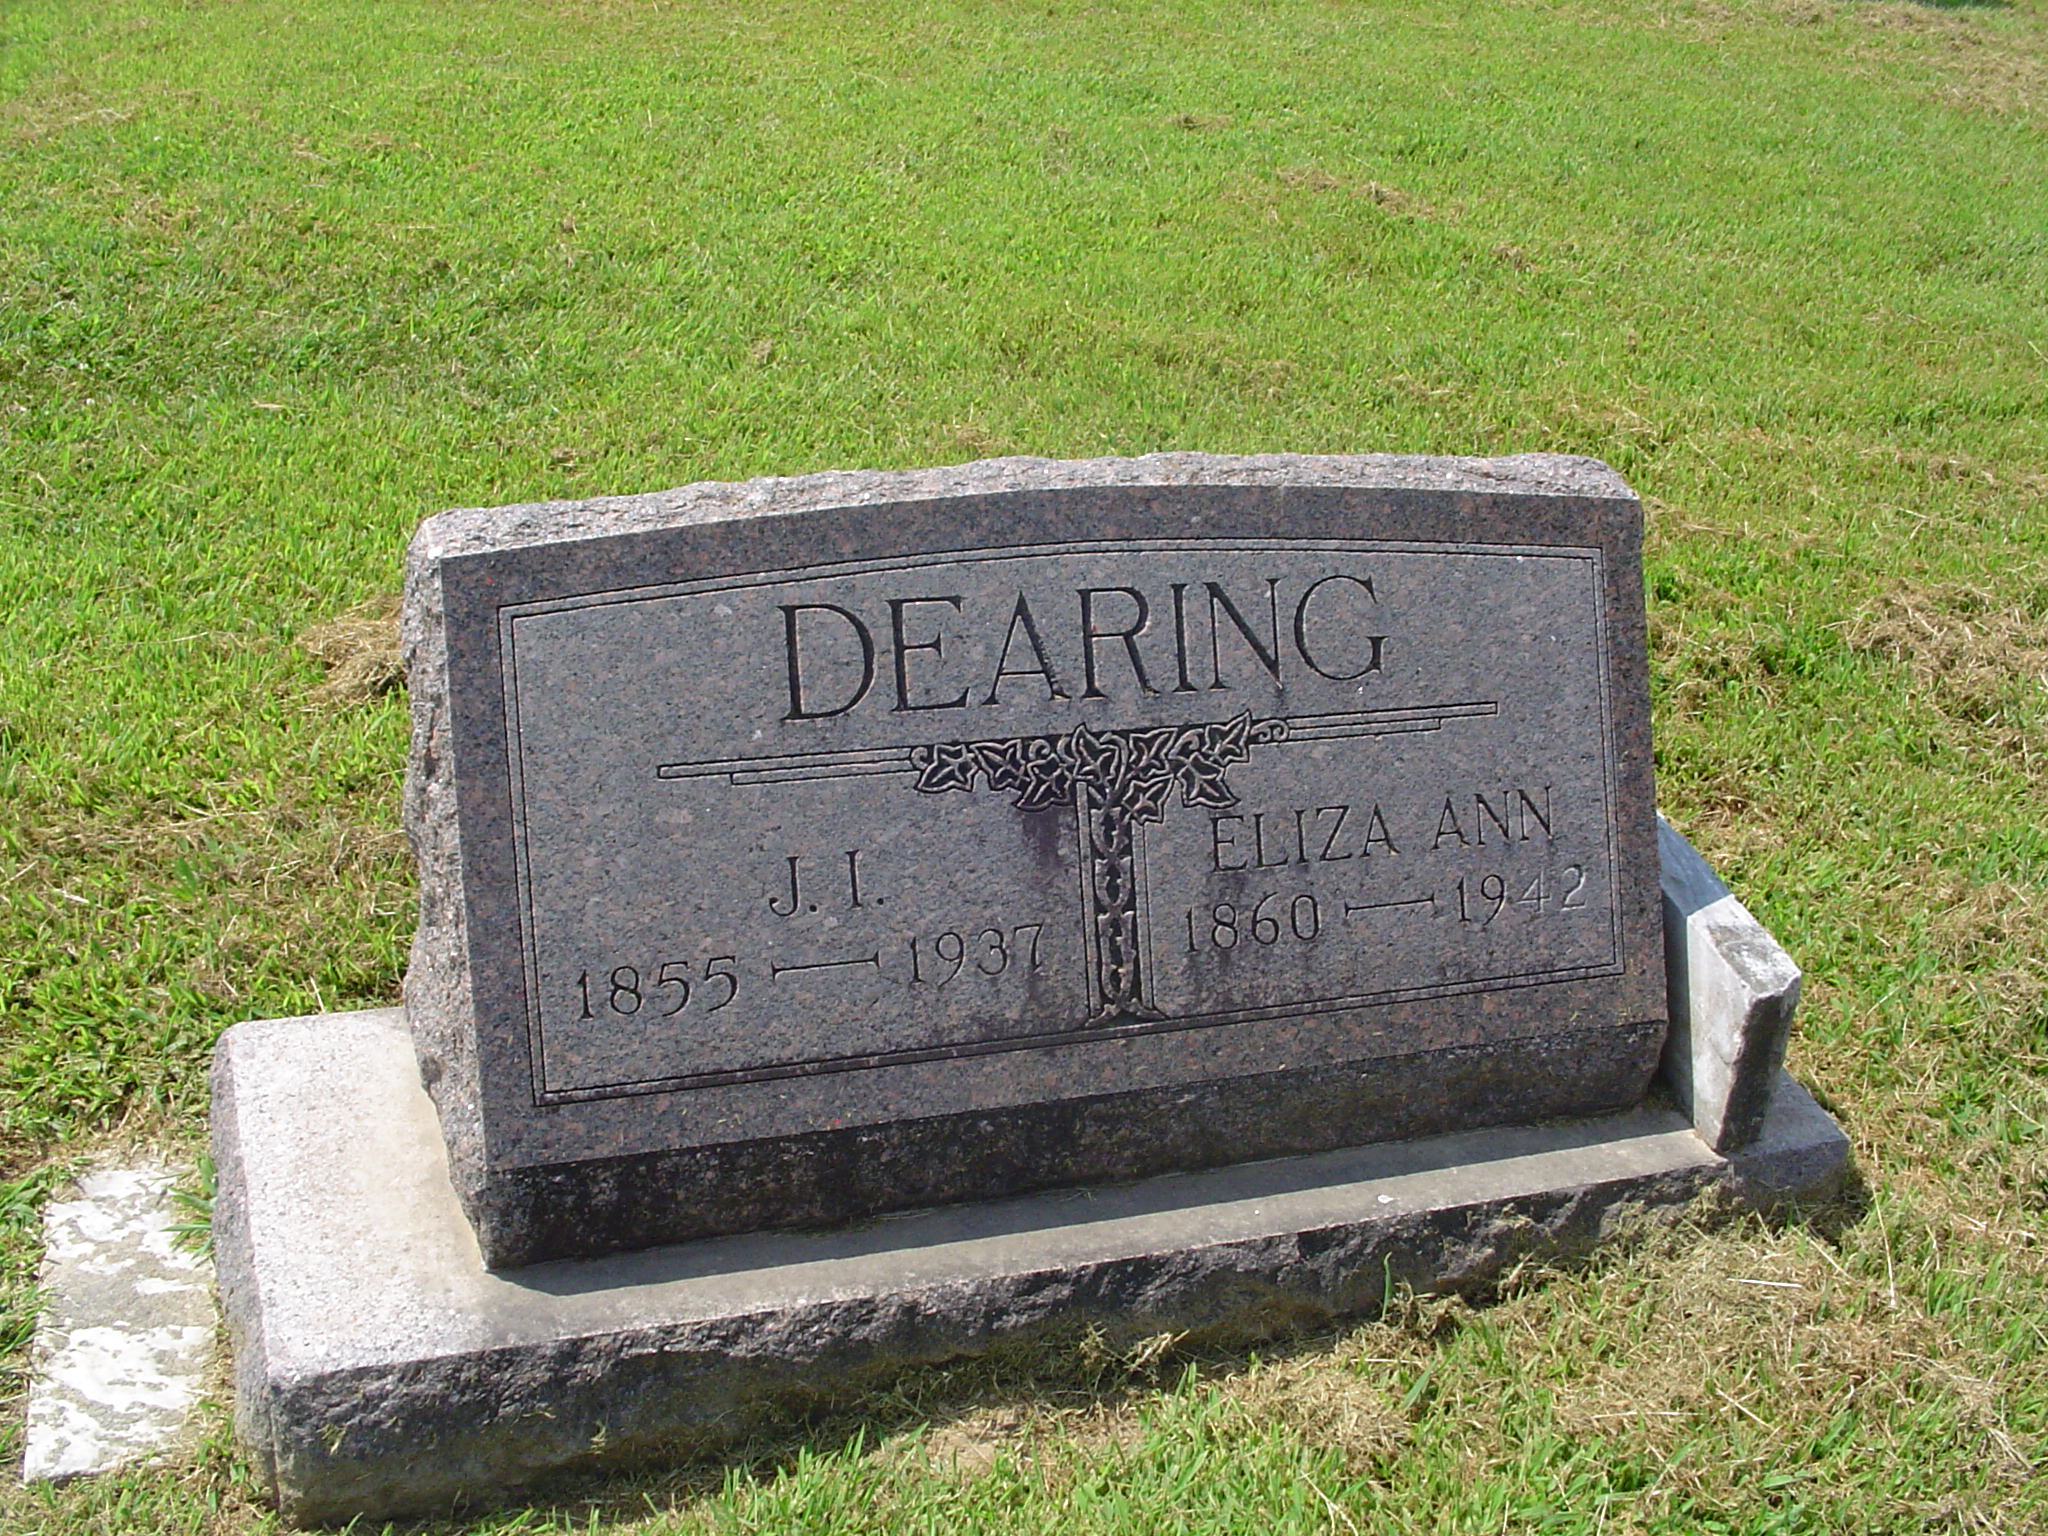 DEARING
J. I.
1855 — 1937
ELIZA ANN
1860 — 1942